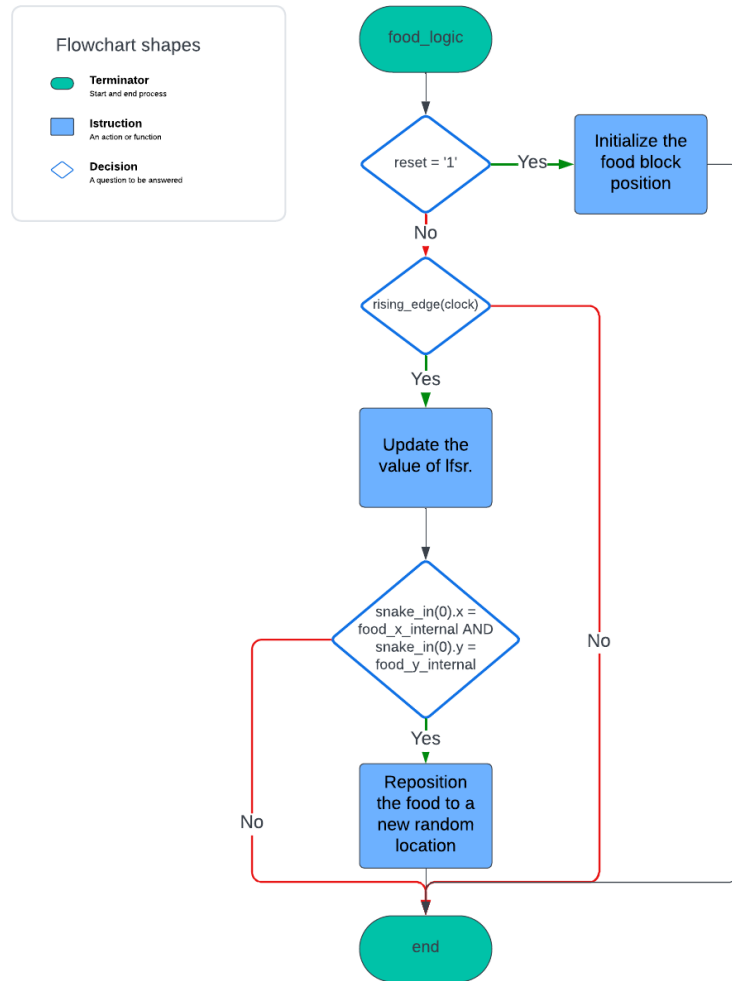 Flowchart shapes
Terminator
Start and end process
Istruction
An action or function
Decision
A question to be answered
food_logic
reset = '1'
Yes
Initialize the
food block
position
No
rising_edge(clock)
Yes
Update the
value of lfsr.
snake_in(0).x =
food_x_internal AND
snake_in(0).y =
food_y_internal
No
Yes
Reposition
the food to a
new random
location
No
end